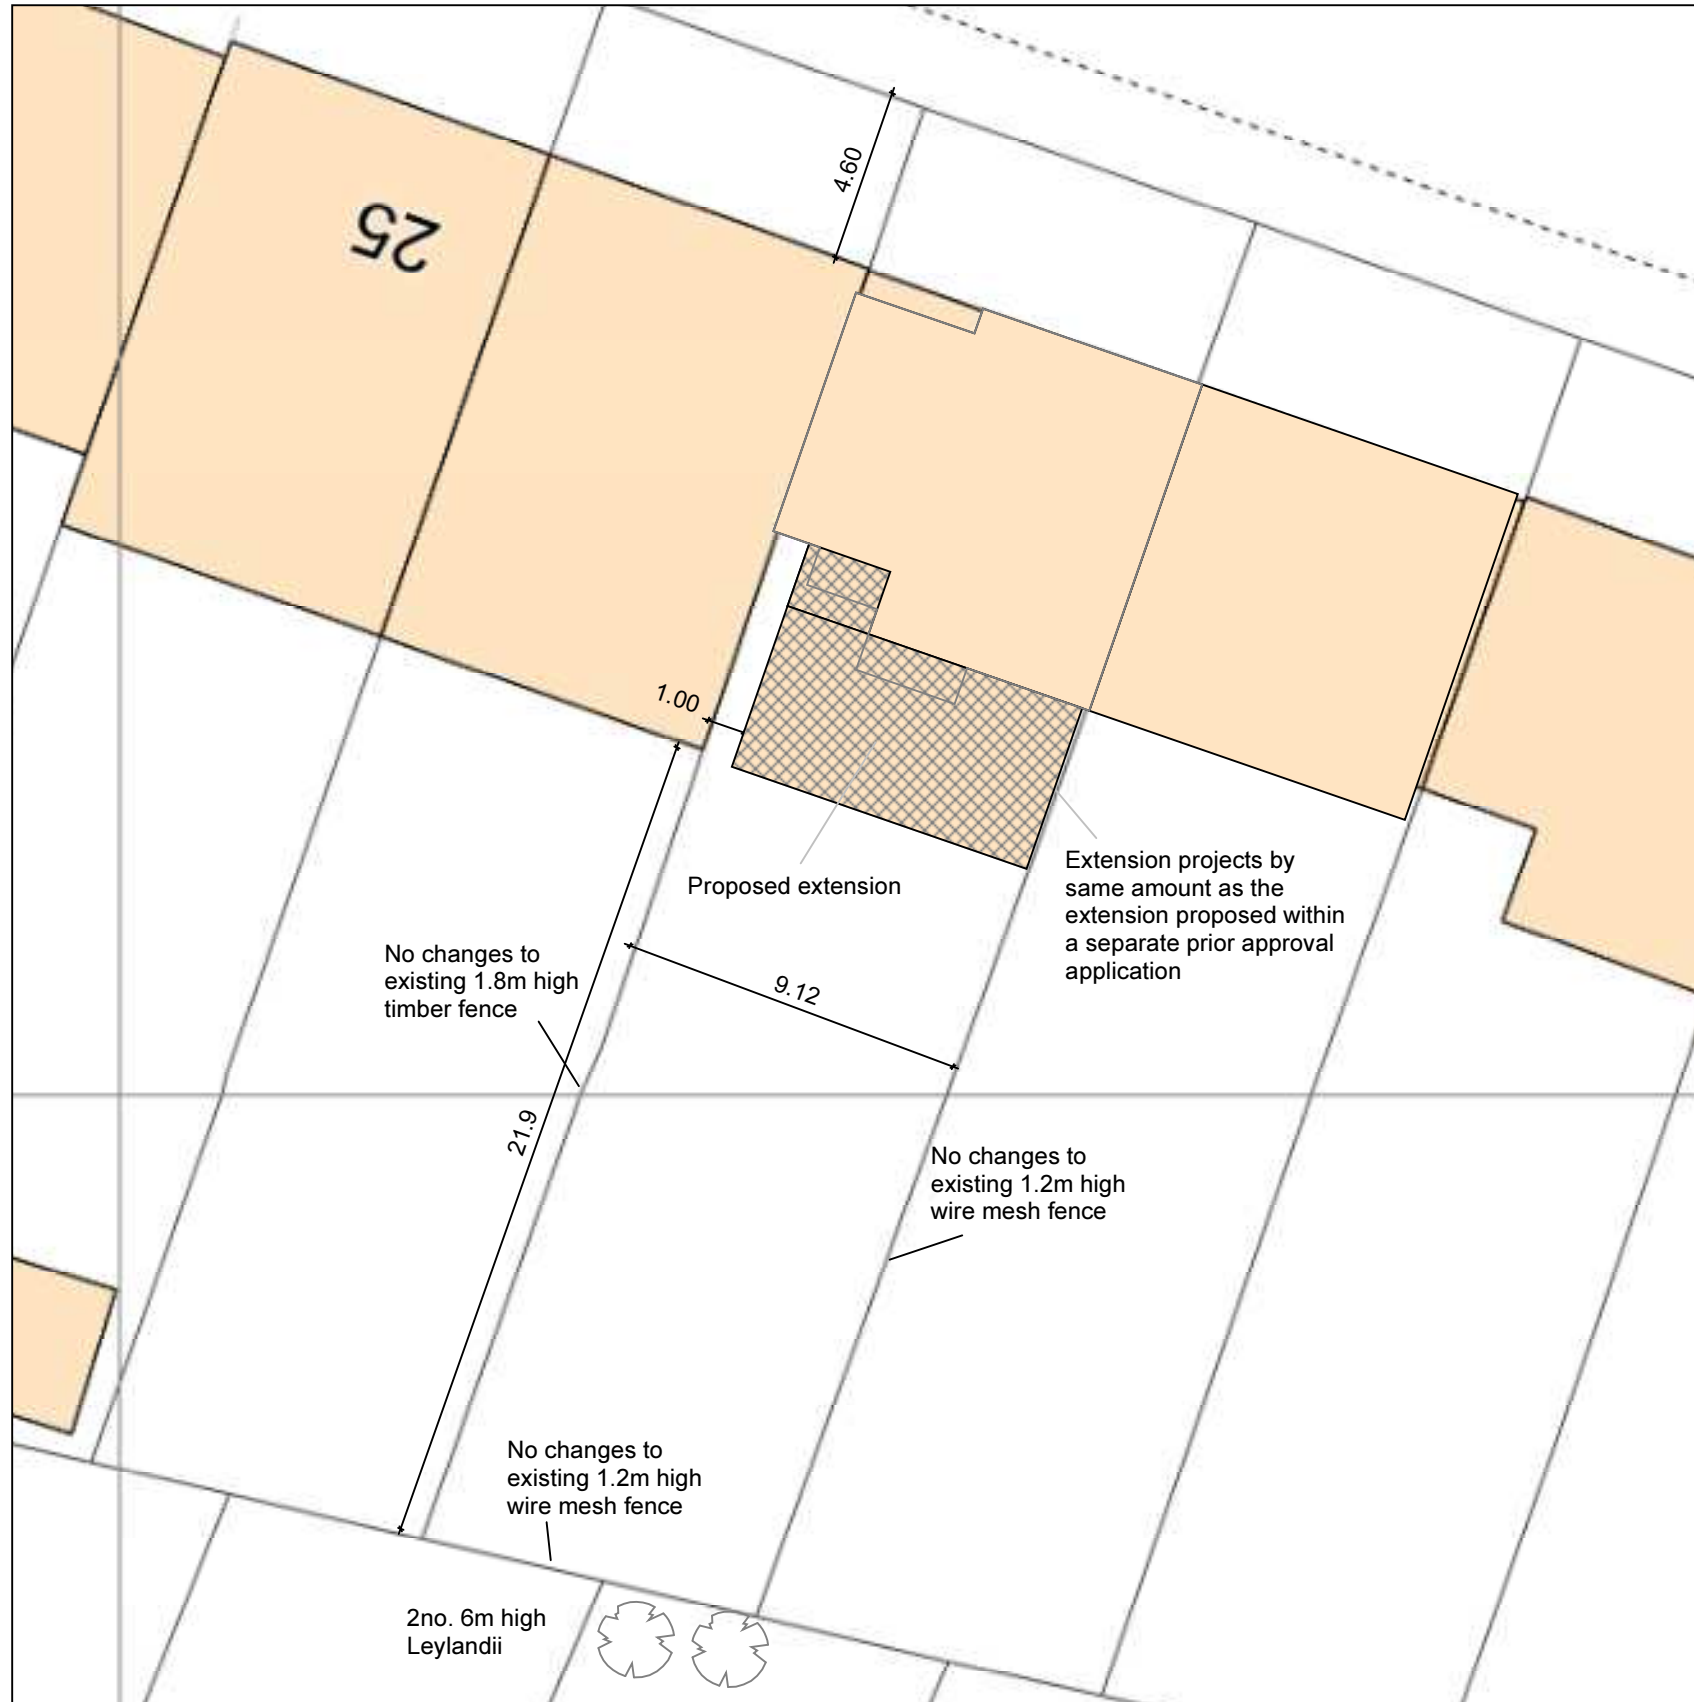 4.60
25
1.00
Proposed extension
Extension projects by
same amount as the
extension proposed within
a separate prior approval
application
No changes to
existing 1.8m high
timber fence
9.12
21.9
No changes to
existing 1.2m high
wire mesh fence
No changes to
existing 1.2m high
wire mesh fence
2no. 6m high
Leylandii